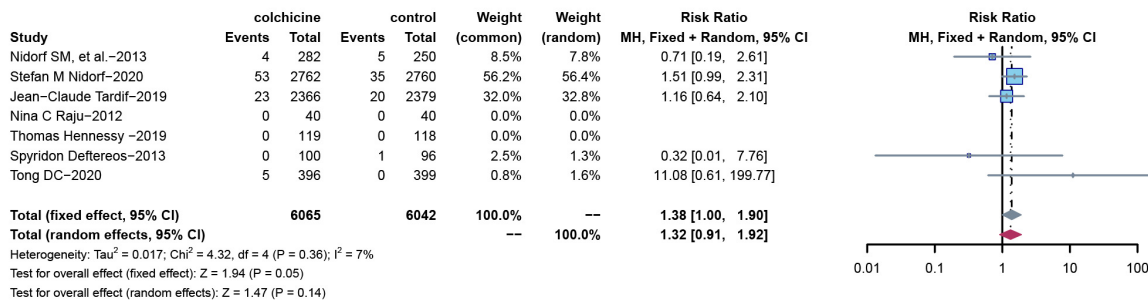 colchicine control Weight Weight Risk Ratio Risk Ratio
Study Events Total Events Total (common) (random) MH, Fixed + Random, 95% CI MH, Fixed + Random, 95% CI
Nidorf SM, et al.−2013 4 282 5 250 8.5% 7.8% 0.71 [0.19, 2.61]
Stefan M Nidorf−2020 53 2762 35 2760 56.2% 56.4% 1.51 [0.99, 2.31]
Jean−Claude Tardif−2019 23 2366 20 2379 32.0% 32.8% 1.16 [0.64, 2.10]
Nina C Raju−2012 0 40 0 40 0.0% 0.0%
Thomas Hennessy −2019 0 119 0 118 0.0% 0.0%
Spyridon Deftereos−2013 0 100 1 96 2.5% 1.3% 0.32 [0.01, 7.76]
Tong DC−2020 5 396 0 399 0.8% 1.6% 11.08 [0.61, 199.77]
Total (fixed effect, 95% CI) 6065 6042 100.0% −− 1.38 [1.00, 1.90]
Total (random effects, 95% CI) −− 100.0% 1.32 [0.91, 1.92]
Heterogeneity: Tau² = 0.017; Chi² = 4.32, df = 4 (P = 0.36); I² = 7%
Test for overall effect (fixed effect): Z = 1.94 (P = 0.05)
Test for overall effect (random effects): Z = 1.47 (P = 0.14)
0.01 0.1 1 10 100